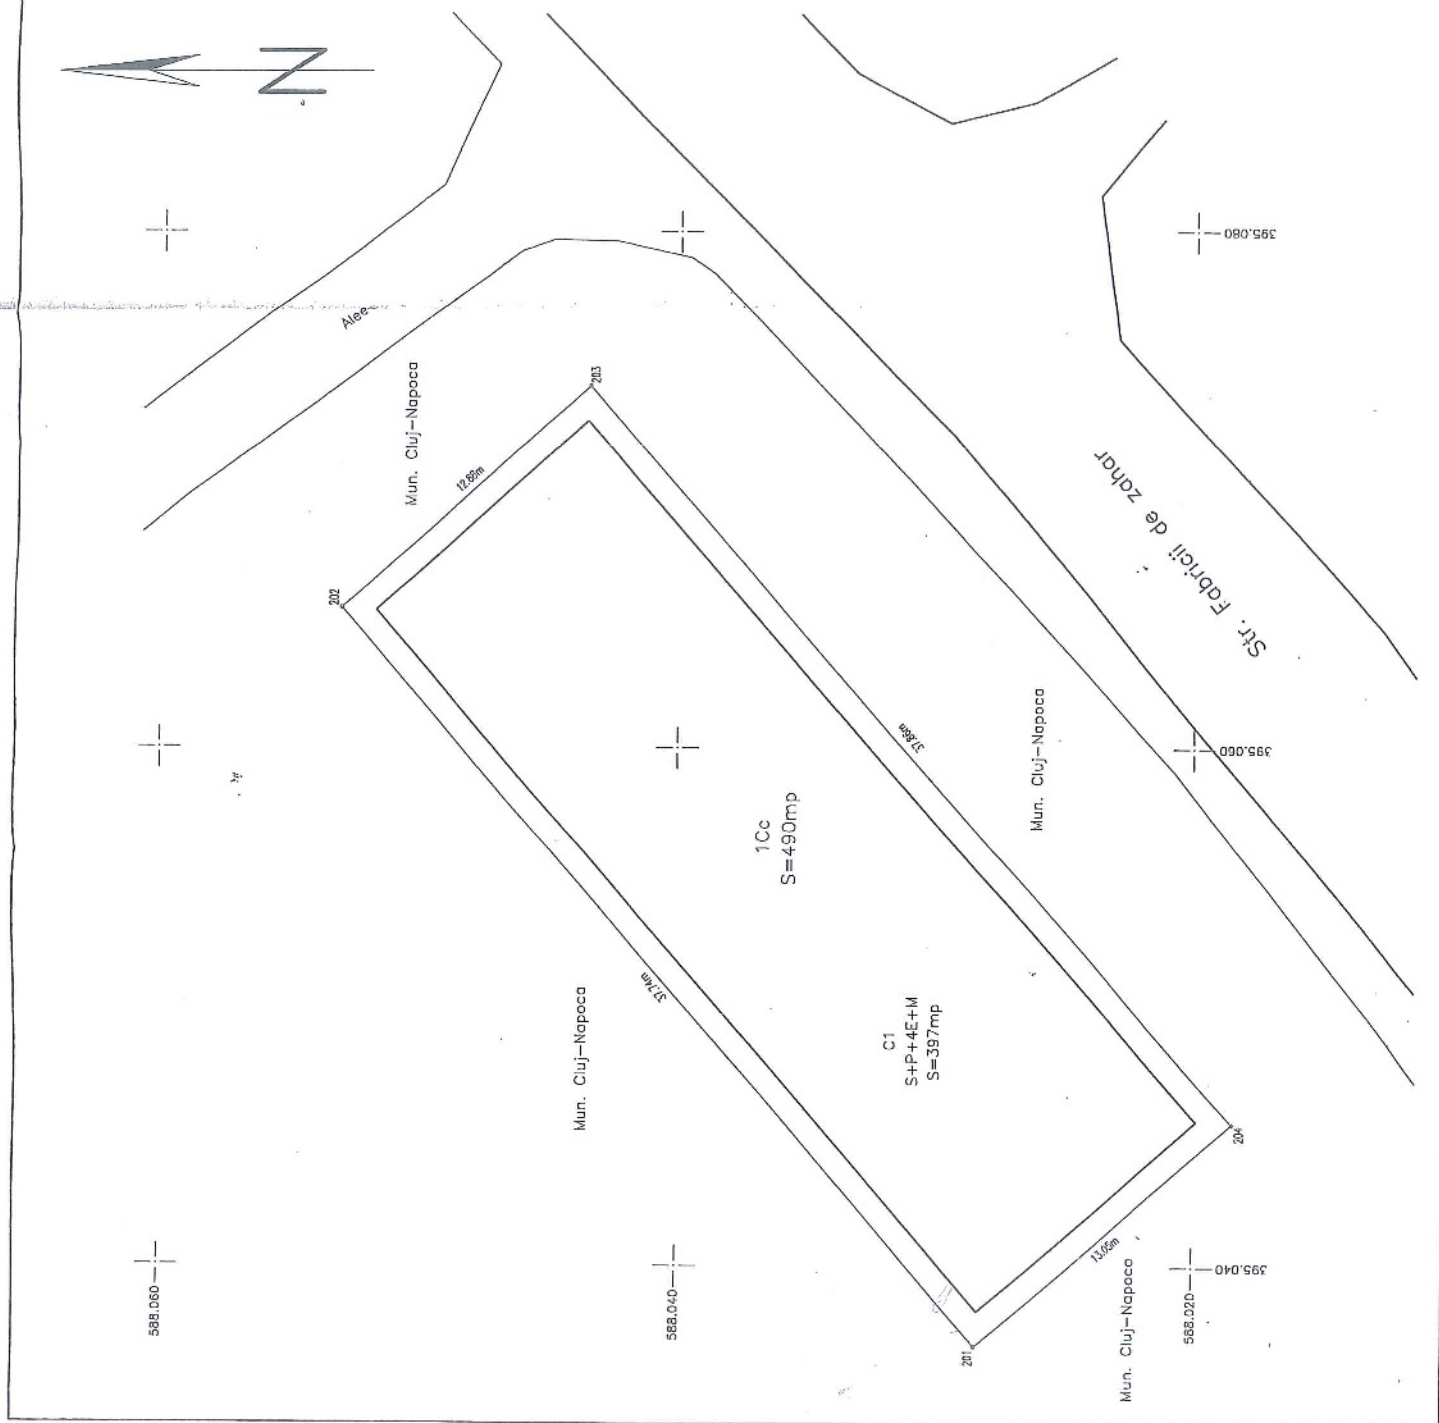 N
Alee
Mun. Cluj-Napoca
395.080
203
12.88m
202
Str. Fabricii de zahar
37.86m
Mun. Cluj-Napoca
395.060
1Cc
S=490mp
37.74m
Mun. Cluj-Napoca
C1
S+P+4E+M
S=397mp
204
13.05m
588.060
588.040
588.020
395.040
201
Mun. Cluj-Napoca